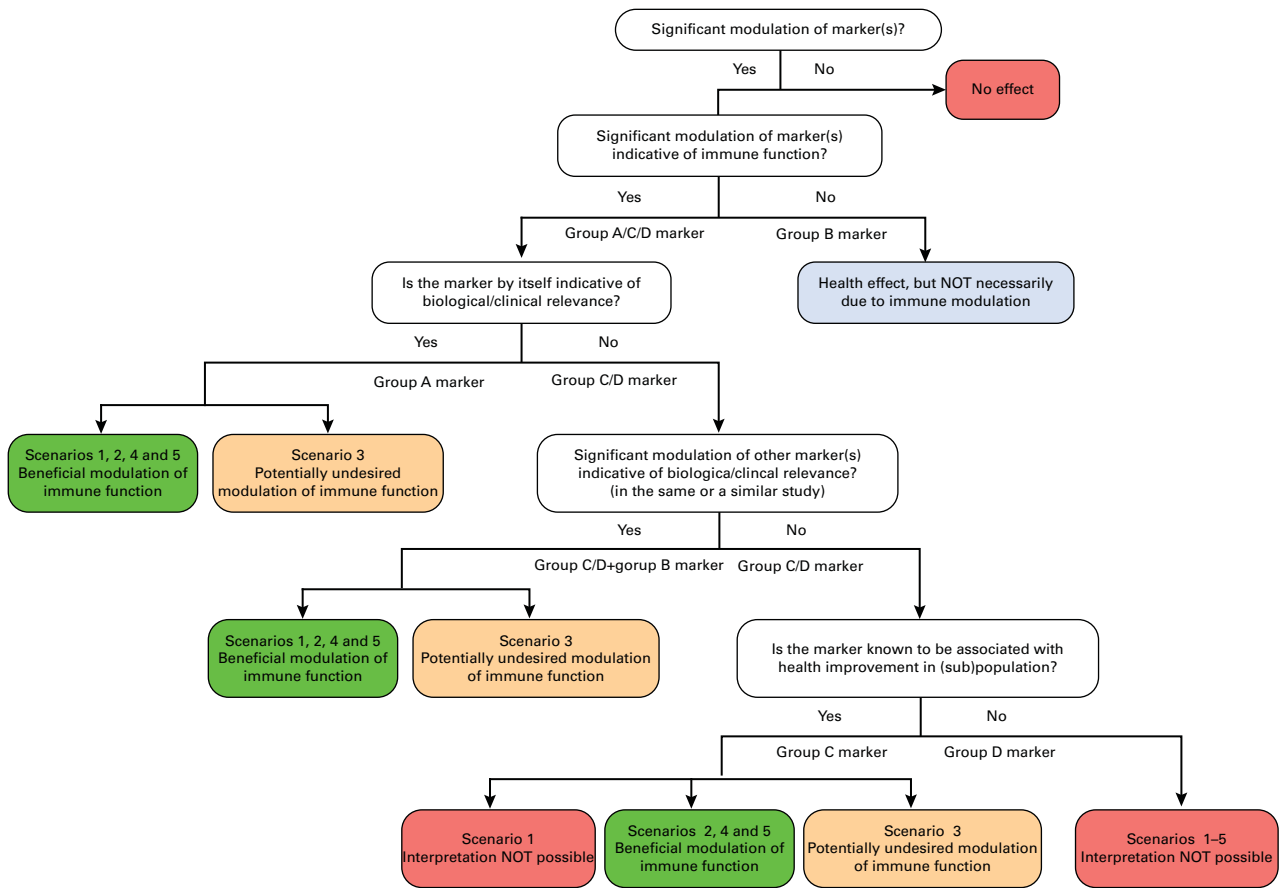 Significant modulation of marker(s)?
Yes
No
No effect
Significant modulation of marker(s)
indicative of immune function?
Yes
No
Group A/C/D marker
Group B marker
Is the marker by itself indicative of
biological/clinical relevance?
Health effect, but NOT necessarily
due to immune modulation
Yes
No
Group A marker
Group C/D marker
Scenarios 1, 2, 4 and 5
Beneficial modulation of
immune function
Scenario 3
Potentially undesired
modulation of immune function
Significant modulation of other marker(s)
indicative of biologica/clincal relevance?
(in the same or a similar study)
Yes
No
Group C/D+gorup B marker
Group C/D marker
Scenarios 1, 2, 4 and 5
Beneficial modulation of
immune function
Scenario 3
Potentially undesired modulation
of immune function
Is the marker known to be associated with
health improvement in (sub)population?
Yes
No
Group C marker
Group D marker
Scenario 1
Interpretation NOT possible
Scenarios 2, 4 and 5
Beneficial modulation of
immune function
Scenario 3
Potentially undesired modulation
of immune function
Scenarios 1–5
Interpretation NOT possible